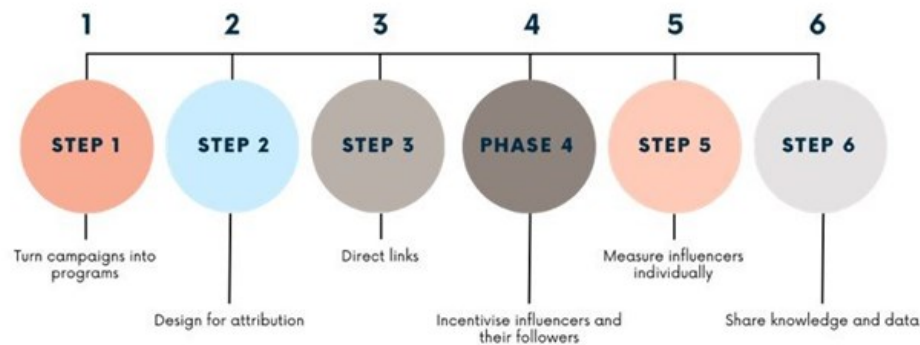 1 2 3 4 5 6
STEP 1 STEP 2 STEP 3 PHASE 4 STEP 5 STEP 6
Turn campaigns into
programs
Design for attribution
Direct links
Incentivise influencers and
their followers
Measure influencers
individually
Share knowledge and data